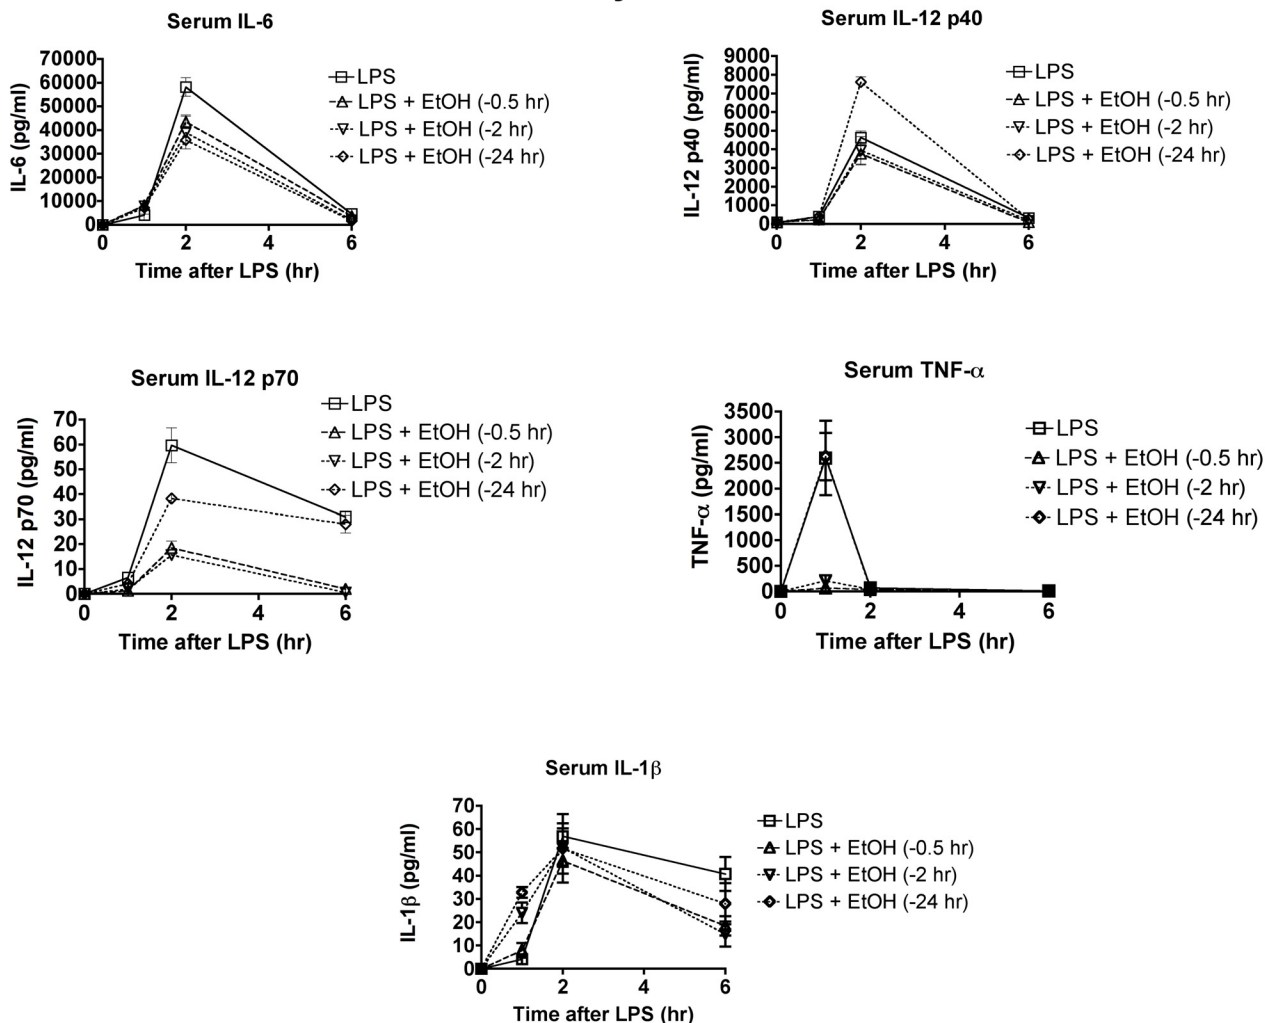 Serum IL-6
IL-6 (pg/ml)
70000
60000
50000
40000
30000
20000
10000
0
0 2 4 6
Time after LPS (hr)
LPS
LPS + EtOH (-0.5 hr)
LPS + EtOH (-2 hr)
LPS + EtOH (-24 hr)
Serum IL-12 p40
IL-12 p40 (pg/ml)
9000
8000
7000
6000
5000
4000
3000
2000
1000
0
0 2 4 6
Time after LPS (hr)
LPS
LPS + EtOH (-0.5 hr)
LPS + EtOH (-2 hr)
LPS + EtOH (-24 hr)
Serum IL-12 p70
IL-12 p70 (pg/ml)
70
60
50
40
30
20
10
0
0 2 4 6
Time after LPS (hr)
LPS
LPS + EtOH (-0.5 hr)
LPS + EtOH (-2 hr)
LPS + EtOH (-24 hr)
Serum TNF-α
TNF-α (pg/ml)
3500
3000
2500
2000
1500
1000
500
0
0 2 4 6
Time after LPS (hr)
LPS
LPS + EtOH (-0.5 hr)
LPS + EtOH (-2 hr)
LPS + EtOH (-24 hr)
Serum IL-1β
IL-1β (pg/ml)
70
60
50
40
30
20
10
0
0 2 4 6
Time after LPS (hr)
LPS
LPS + EtOH (-0.5 hr)
LPS + EtOH (-2 hr)
LPS + EtOH (-24 hr)